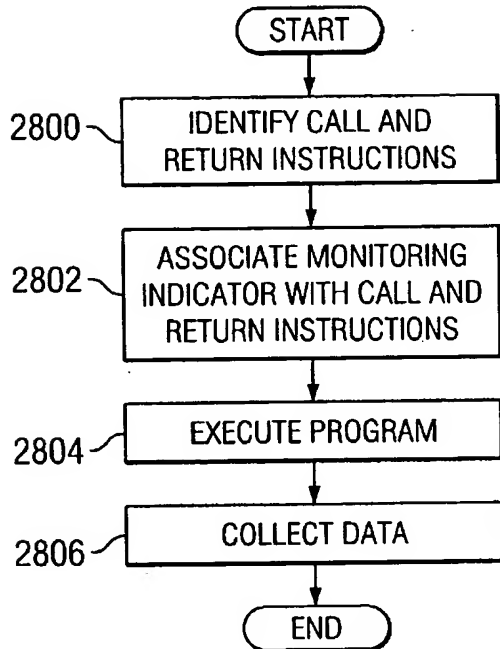 START
2800
IDENTIFY CALL AND
RETURN INSTRUCTIONS
2802
ASSOCIATE MONITORING
INDICATOR WITH CALL AND
RETURN INSTRUCTIONS
2804
EXECUTE PROGRAM
2806
COLLECT DATA
END